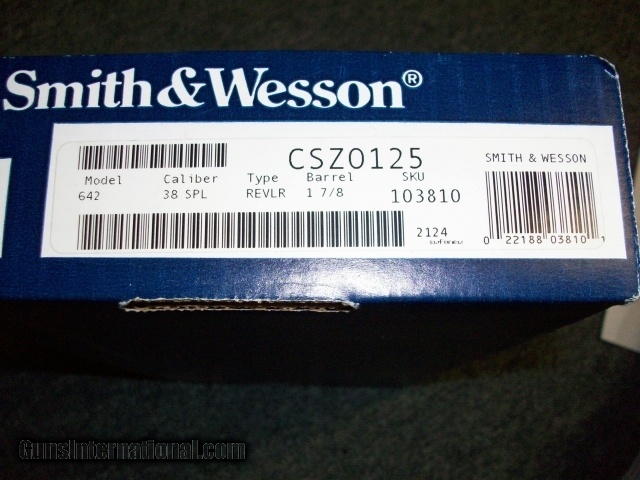 Smith & Wesson®
CSZ0125
SMITH & WESSON
Model Caliber Type Barrel SKU
642 38 SPL REVLR 1 7/8 103810
2124
0 22188 03810 1
GunsInternational.com